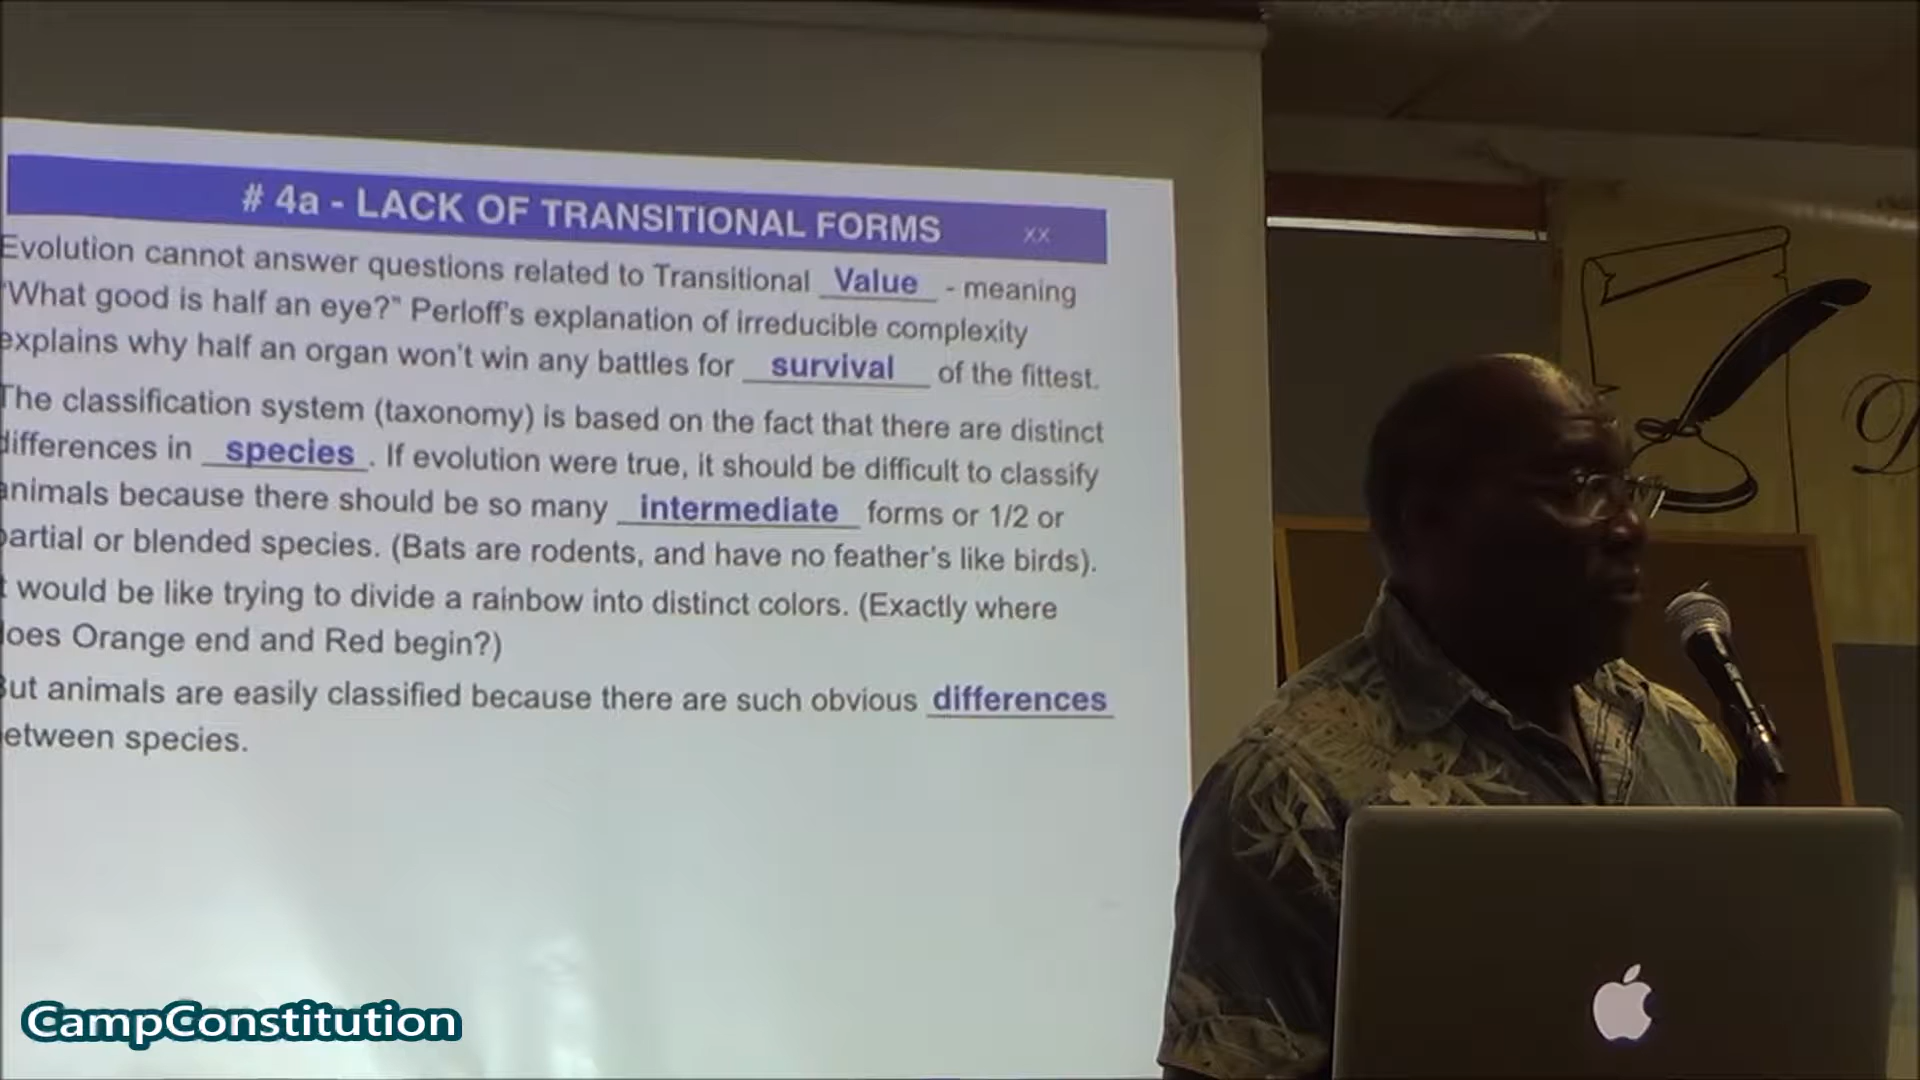 # 4a - LACK OF TRANSITIONAL FORMS xx
Evolution cannot answer questions related to Transitional Value - meaning
"What good is half an eye?" Perloff's explanation of irreducible complexity
explains why half an organ won't win any battles for survival of the fittest.
The classification system (taxonomy) is based on the fact that there are distinct
differences in species. If evolution were true, it should be difficult to classify
animals because there should be so many intermediate forms or 1/2 or
partial or blended species. (Bats are rodents, and have no feather's like birds).
t would be like trying to divide a rainbow into distinct colors. (Exactly where
does Orange end and Red begin?)
But animals are easily classified because there are such obvious differences
between species.
D
CampConstitution